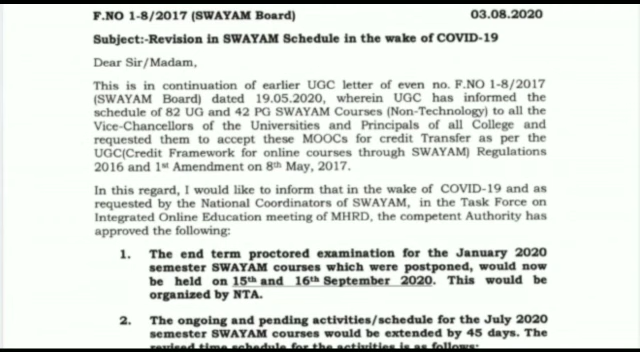 F.NO 1-8/2017 (SWAYAM Board) 03.08.2020
Subject:-Revision in SWAYAM Schedule in the wake of COVID-19
Dear Sir/Madam,
This is in continuation of earlier UGC letter of even no. F.NO 1-8/2017
(SWAYAM Board) dated 19.05.2020, wherein UGC has informed the
schedule of 82 UG and 42 PG SWAYAM Courses (Non-Technology) to all the
Vice-Chancellors of the Universities and Principals of all College and
requested them to accept these MOOCs for credit Transfer as per the
UGC(Credit Framework for online courses through SWAYAM) Regulations
2016 and 1st Amendment on 8th May, 2017.
In this regard, I would like to inform that in the wake of COVID-19 and as
requested by the National Coordinators of SWAYAM, in the Task Force on
Integrated Online Education meeting of MHRD, the competent Authority has
approved the following:
1. The end term proctored examination for the January 2020
semester SWAYAM courses which were postponed, would now
be held on 15th and 16th September 2020. This would be
organized by NTA.
2. The ongoing and pending activities/schedule for the July 2020
semester SWAYAM courses would be extended by 45 days. The
revised time schedule for the activities is as follows: